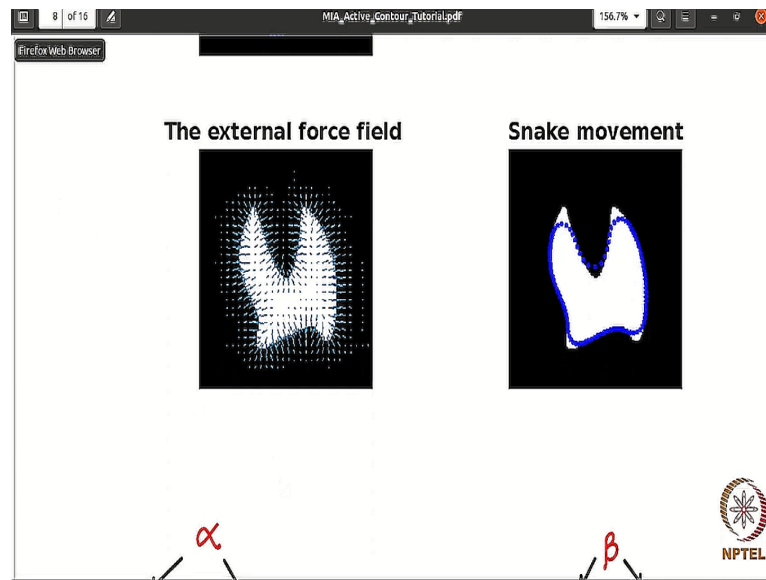 8 of 16
MIA_Active_Contour_Tutorial.pdf
156.7%
Firefox Web Browser
The external force field
Snake movement
α
β
NPTEL